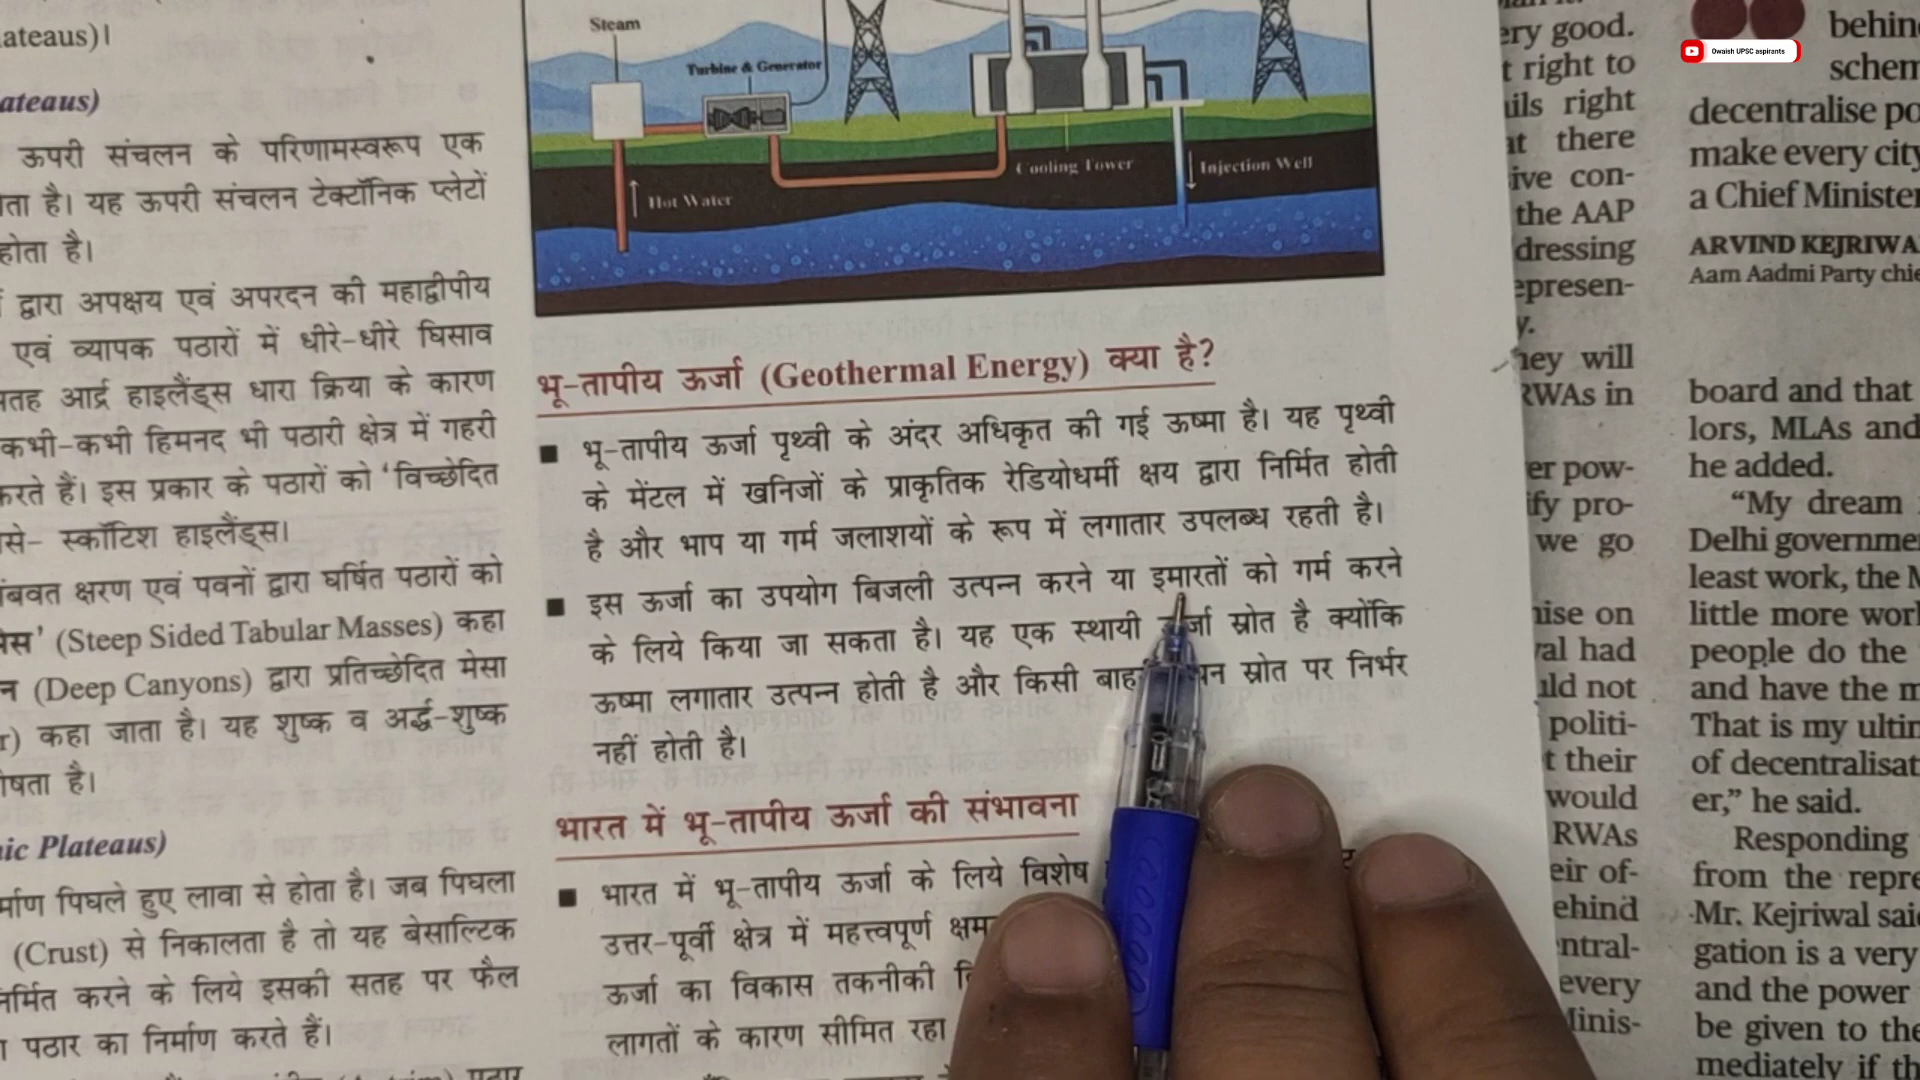 ateaus)।
ateaus)
ऊपरी संचलन के परिणामस्वरूप एक
ता है। यह ऊपरी संचलन टेक्टॉनिक प्लेटों
होता है।
द्वारा अपक्षय एवं अपरदन की महाद्वीपीय
एवं व्यापक पठारों में धीरे-धीरे घिसाव
आर्द्र हाइलैंड्स धारा क्रिया के कारण
कभी-कभी हिमनद भी पठारी क्षेत्र में गहरी
करते हैं। इस प्रकार के पठारों को ‘विच्छेदित
से- स्कॉटिश हाइलैंड्स।
क्षरण एवं पवनों द्वारा घर्षित पठारों को
(Steep Sided Tabular Masses) कहा
न (Deep Canyons) द्वारा प्रतिच्छेदित मेसा
r) कहा जाता है। यह शुष्क व अर्द्ध-शुष्क
षता है।
ic Plateaus)
र्माण पिघले हुए लावा से होता है। जब पिघला
(Crust) से निकालता है तो यह बेसाल्टिक
निर्मित करने के लिये इसकी सतह पर फैल
पठार का निर्माण करते हैं।
Steam
Turbine & Generator
Cooling Tower
Injection Well
Hot Water
भू-तापीय ऊर्जा (Geothermal Energy) क्या है?
■ भू-तापीय ऊर्जा पृथ्वी के अंदर अधिकृत की गई ऊष्मा है। यह पृथ्वी
के मेंटल में खनिजों के प्राकृतिक रेडियोधर्मी क्षय द्वारा निर्मित होती
है और भाप या गर्म जलाशयों के रूप में लगातार उपलब्ध रहती है।
■ इस ऊर्जा का उपयोग बिजली उत्पन्न करने या इमारतों को गर्म करने
के लिये किया जा सकता है। यह एक स्थायी र्जा स्रोत है क्योंकि
ऊष्मा लगातार उत्पन्न होती है और किसी बाह स्रोत पर निर्भर
नहीं होती है।
भारत में भू-तापीय ऊर्जा की संभावना
■ भारत में भू-तापीय ऊर्जा के लिये विशेष
उत्तर-पूर्वी क्षेत्र में महत्त्वपूर्ण क्षम
ऊर्जा का विकास तकनीकी
लागतों के कारण सीमित रहा
ery good.
t right to
ils right
at there
ive con-
the AAP
dressing
epresen-
y.
hey will
RWAs in
er pow-
ify pro-
we go
ise on
al had
ld not
politi-
t their
would
RWAs
eir of-
ehind
ntral-
every
Minis-
behin
schem
decentralise po
make every city
a Chief Minister
ARVIND KEJRIWA
Aam Aadmi Party chie
board and that
lors, MLAs and
he added.
“My dream
Delhi governme
least work, the M
little more worl
people do the
and have the m
That is my ultin
of decentralisat
er,” he said.
Responding
from the repre
Mr. Kejriwal said
gation is a very
and the power
be given to the
mediately if th
Owaish UPSC aspirants